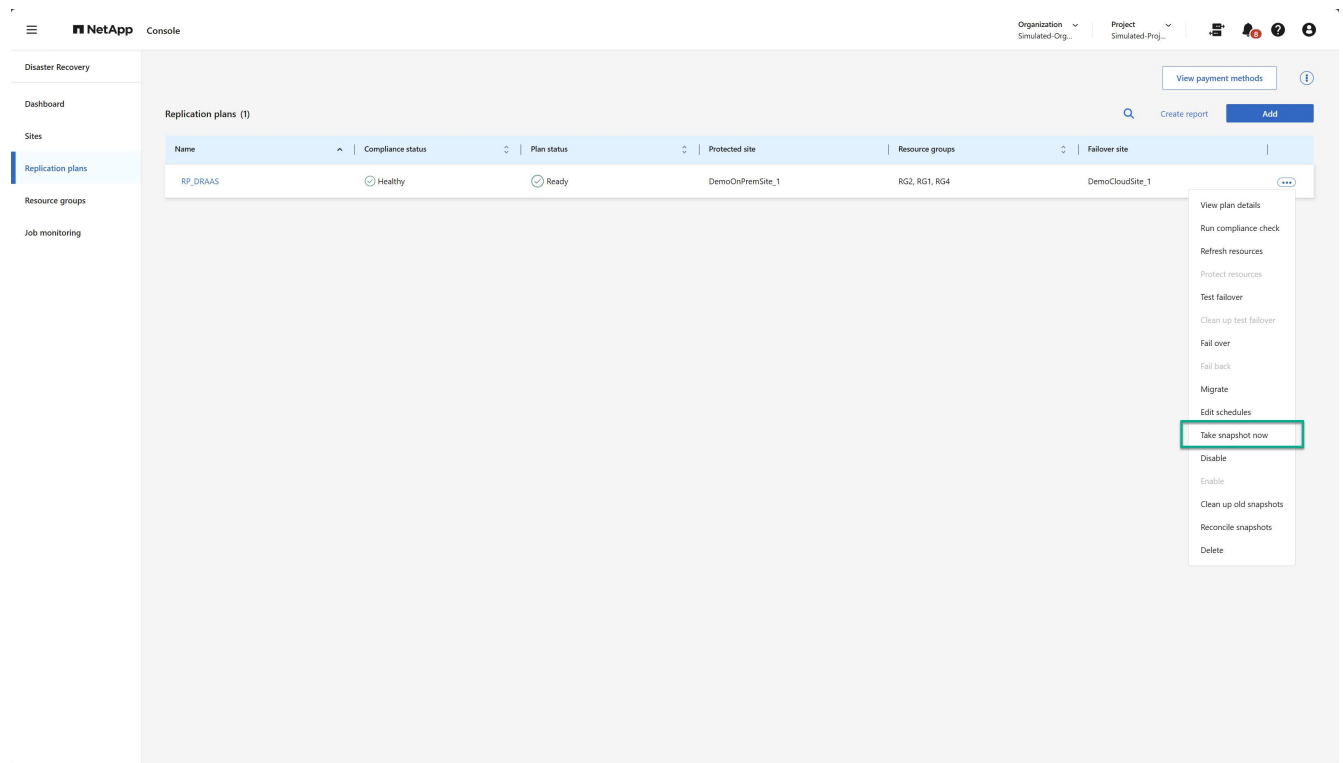 NetApp Console
Organization
Simulated-Org...
Project
Simulated-Proj...
8
?
Disaster Recovery
Dashboard
Sites
Replication plans
Resource groups
Job monitoring
View payment methods
Replication plans (1)
Create report
Add
Name Compliance status Plan status Protected site Resource groups Failover site
RP_DRAAS Healthy Ready DemoOnPremSite_1 RG2, RG1, RG4 DemoCloudSite_1
View plan details
Run compliance check
Refresh resources
Protect resources
Test failover
Clean up test failover
Fail over
Fail back
Migrate
Edit schedules
Take snapshot now
Disable
Enable
Clean up old snapshots
Reconcile snapshots
Delete